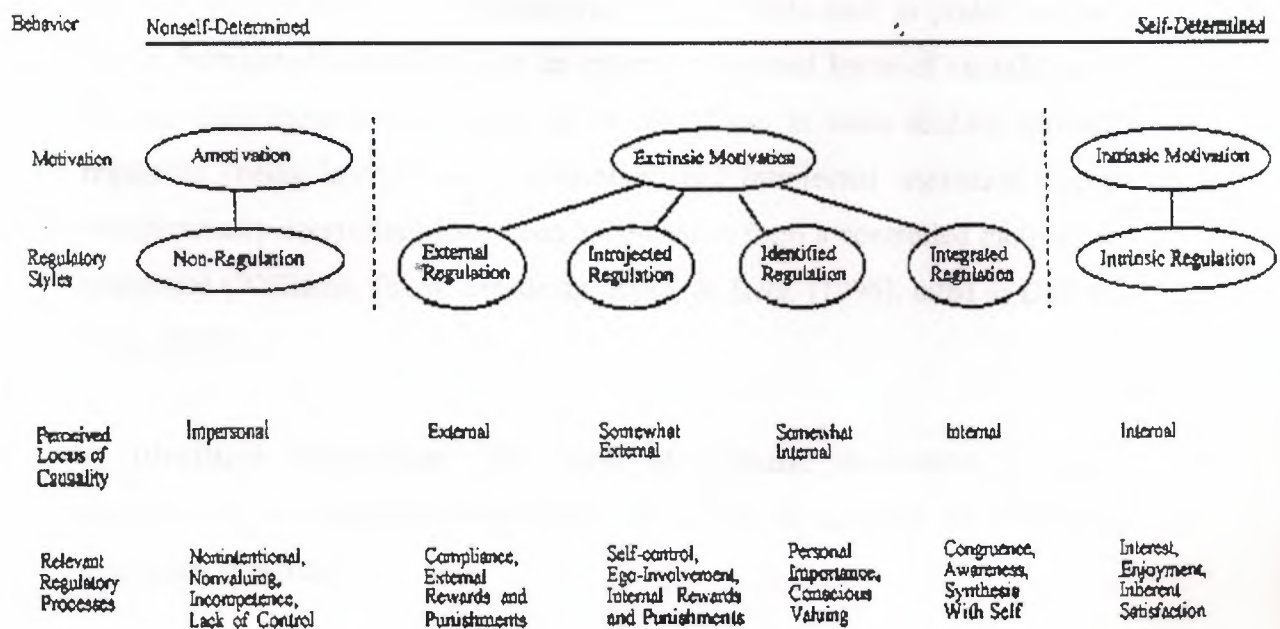 Behavior Nonself-Determined Self-Determined
Motivation Amotivation Extrinsic Motivation Intrinsic Motivation
Regulatory
Styles
Non-Regulation
External
Regulation
Introjected
Regulation
Identified
Regulation
Integrated
Regulation
Intrinsic Regulation
Perceived
Locus of
Causality
Impersonal
External
Somewhat
External
Somewhat
Internal
Internal
Internal
Relevant
Regulatory
Processes
Nonintentional,
Nonvaluing,
Incompetence,
Lack of Control
Compliance,
External
Rewards and
Punishments
Self-control,
Ego-Involvement,
Internal Rewards
and Punishments
Personal
Importance,
Conscious
Valuing
Congruence,
Awareness,
Synthesis
With Self
Interest,
Enjoyment,
Inherent
Satisfaction